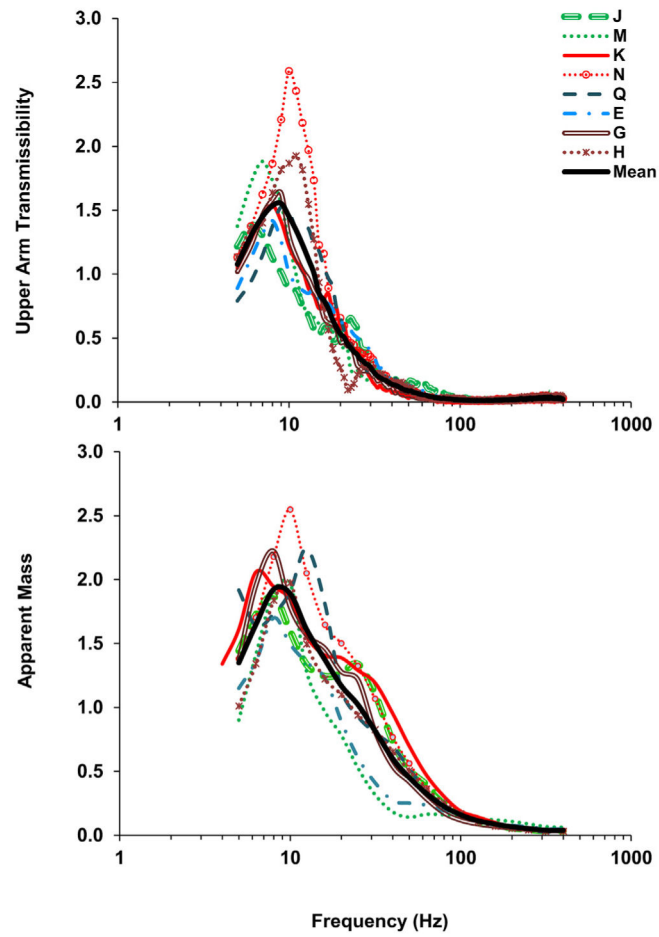 3.0
2.5
2.0
1.5
1.0
0.5
0.0
1 10 100 1000
Upper Arm Transmissibility
J
M
K
N
Q
E
G
H
Mean
3.0
2.5
2.0
1.5
1.0
0.5
0.0
1 10 100 1000
Apparent Mass
Frequency (Hz)